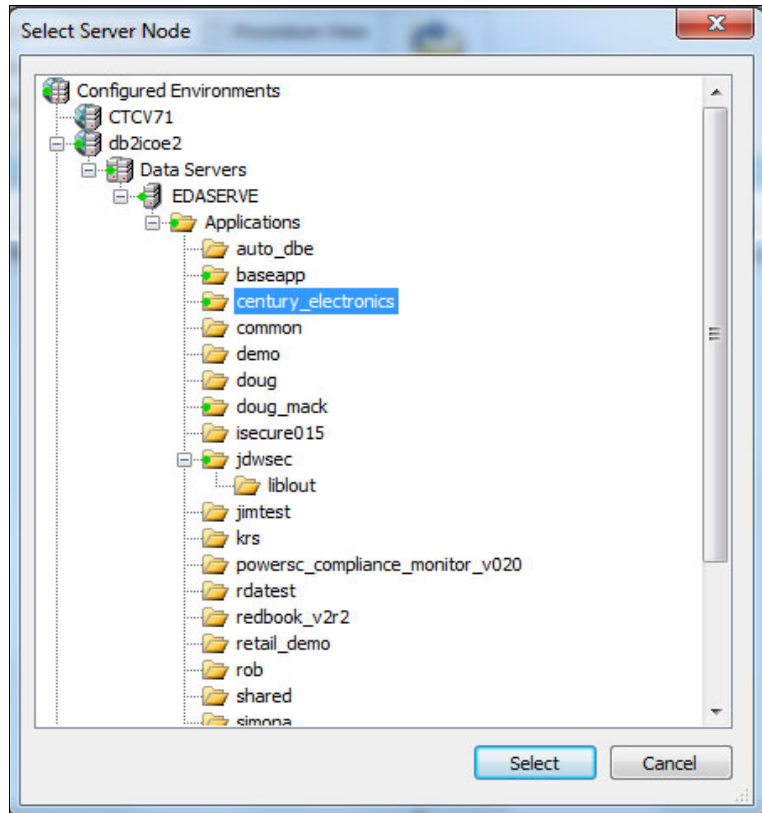 Select Server Node
Configured Environments
CTCV71
db2icoe2
Data Servers
EDASERVE
Applications
auto_dbe
baseapp
century_electronics
common
demo
doug
doug_mack
isecure015
jdwsec
liblout
jimtest
krs
powersc_compliance_monitor_v020
rdatest
redbook_v2r2
retail_demo
rob
shared
simona
Select
Cancel